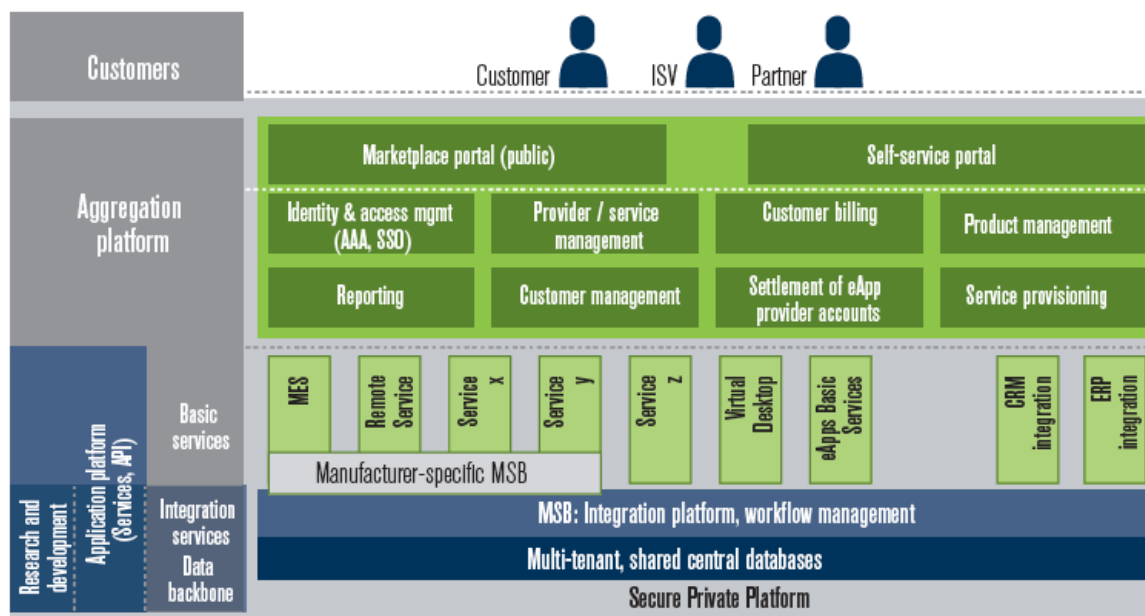 Customers
Customer
ISV
Partner
Aggregation
platform
Marketplace portal (public)
Self-service portal
Identity & access mgmt
(AAA, SSO)
Provider / service
management
Customer billing
Product management
Reporting
Customer management
Settlement of eApp
provider accounts
Service provisioning
Basic
services
MES
Remote
Service
Service
x
Service
y
Service
z
Virtual
Desktop
eApps Basic
Services
CRM
integration
ERP
integration
Manufacturer-specific MSB
Research and
development
Application platform
(Services, API)
Integration
services
Data
backbone
MSB: Integration platform, workflow management
Multi-tenant, shared central databases
Secure Private Platform